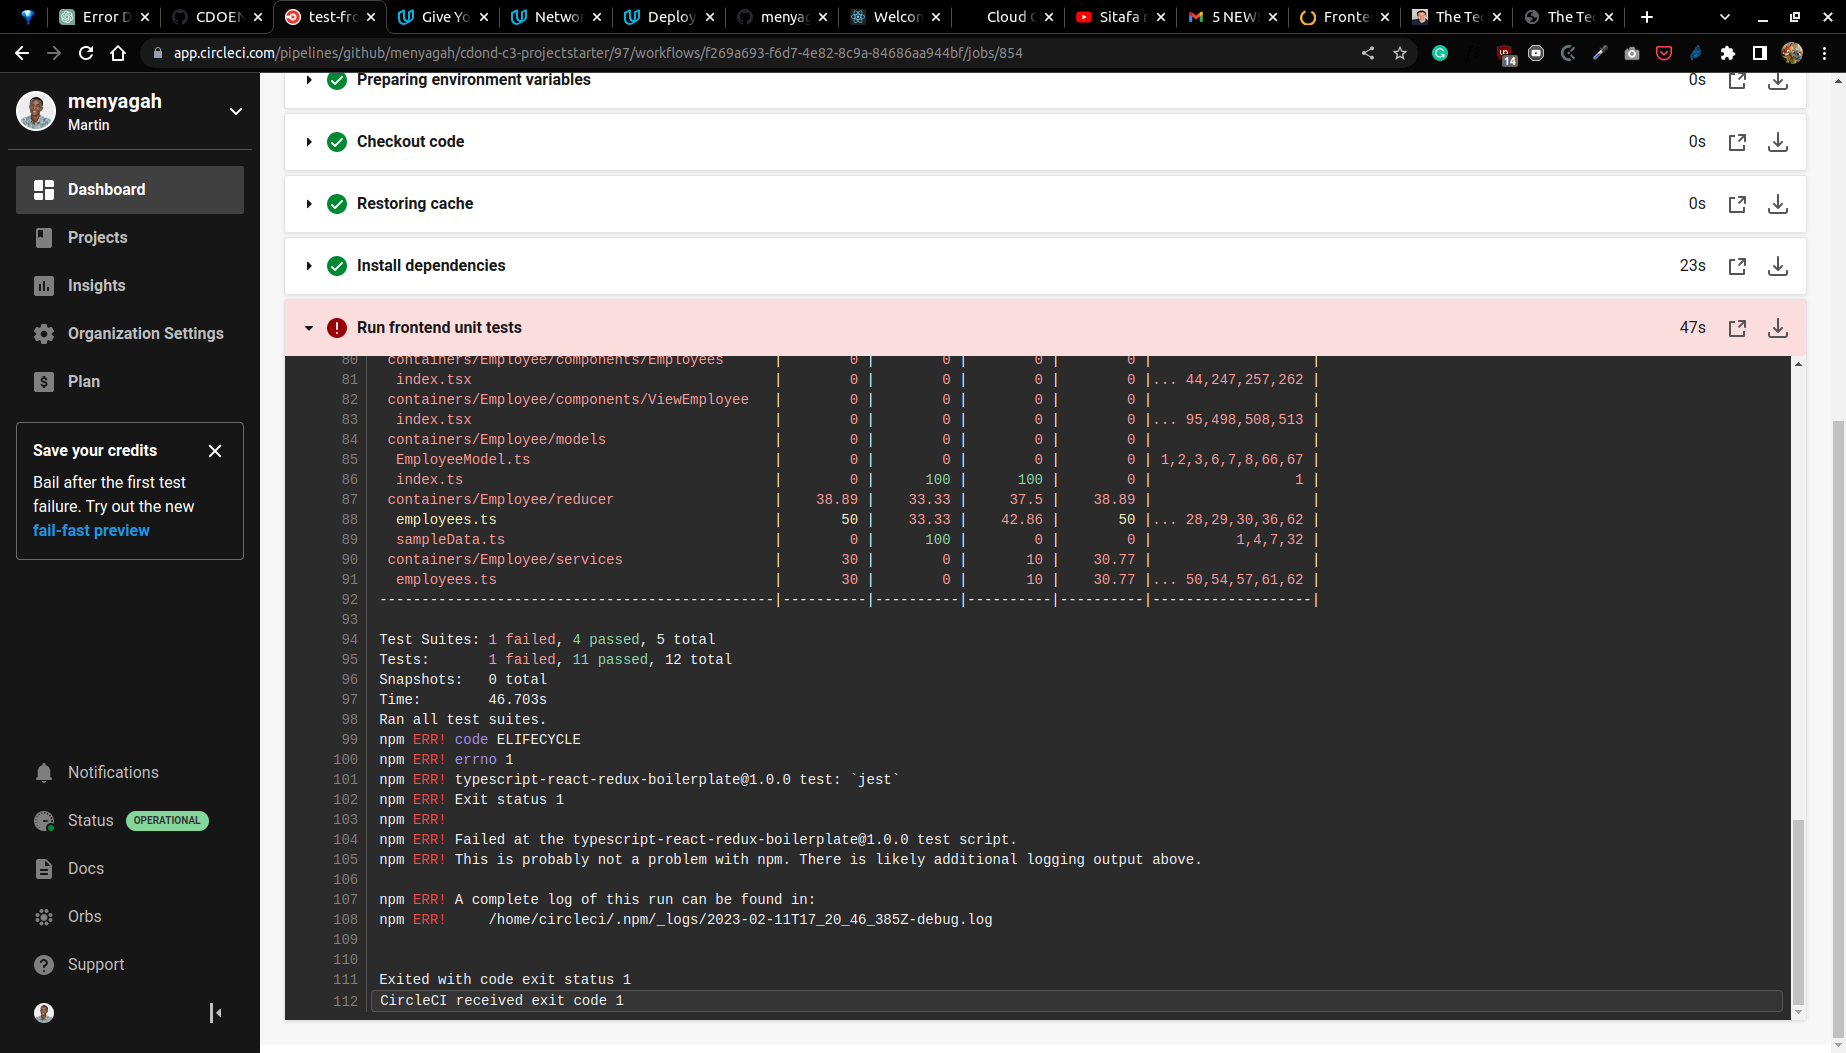 Error D
CDOEN
test-fro
Give Yo
Networ
Deploy
menyag
Welcom
Cloud G
Sitafa m
5 NEW
Fronte
The Te
The Te
app.circleci.com/pipelines/github/menyagah/cdond-c3-projectstarter/97/workflows/f269a693-f6d7-4e82-8c9a-84686aa944bf/jobs/854
14
menyagah
Martin
Dashboard
Projects
Insights
Organization Settings
Plan
Save your credits
Bail after the first test
failure. Try out the new
fail-fast preview
Notifications
Status OPERATIONAL
Docs
Orbs
Support
Preparing environment variables 0s
Checkout code 0s
Restoring cache 0s
Install dependencies 23s
Run frontend unit tests 47s
80 containers/Employee/components/Employees | 0 | 0 | 0 | 0 | |
81 index.tsx | 0 | 0 | 0 | 0 |... 44,247,257,262 |
82 containers/Employee/components/ViewEmployee | 0 | 0 | 0 | 0 | |
83 index.tsx | 0 | 0 | 0 | 0 |... 95,498,508,513 |
84 containers/Employee/models | 0 | 0 | 0 | 0 | |
85 EmployeeModel.ts | 0 | 0 | 0 | 0 | 1,2,3,6,7,8,66,67 |
86 index.ts | 0 | 100 | 100 | 0 | 1 |
87 containers/Employee/reducer | 38.89 | 33.33 | 37.5 | 38.89 | |
88 employees.ts | 50 | 33.33 | 42.86 | 50 |... 28,29,30,36,62 |
89 sampleData.ts | 0 | 100 | 0 | 0 | 1,4,7,32 |
90 containers/Employee/services | 30 | 0 | 10 | 30.77 | |
91 employees.ts | 30 | 0 | 10 | 30.77 |... 50,54,57,61,62 |
92 -----------------------------------------------|----------|----------|----------|----------|-------------------|
93
94 Test Suites: 1 failed, 4 passed, 5 total
95 Tests: 1 failed, 11 passed, 12 total
96 Snapshots: 0 total
97 Time: 46.703s
98 Ran all test suites.
99 npm ERR! code ELIFECYCLE
100 npm ERR! errno 1
101 npm ERR! typescript-react-redux-boilerplate@1.0.0 test: `jest`
102 npm ERR! Exit status 1
103 npm ERR!
104 npm ERR! Failed at the typescript-react-redux-boilerplate@1.0.0 test script.
105 npm ERR! This is probably not a problem with npm. There is likely additional logging output above.
106
107 npm ERR! A complete log of this run can be found in:
108 npm ERR! /home/circleci/.npm/_logs/2023-02-11T17_20_46_385Z-debug.log
109
110
111 Exited with code exit status 1
112 CircleCI received exit code 1